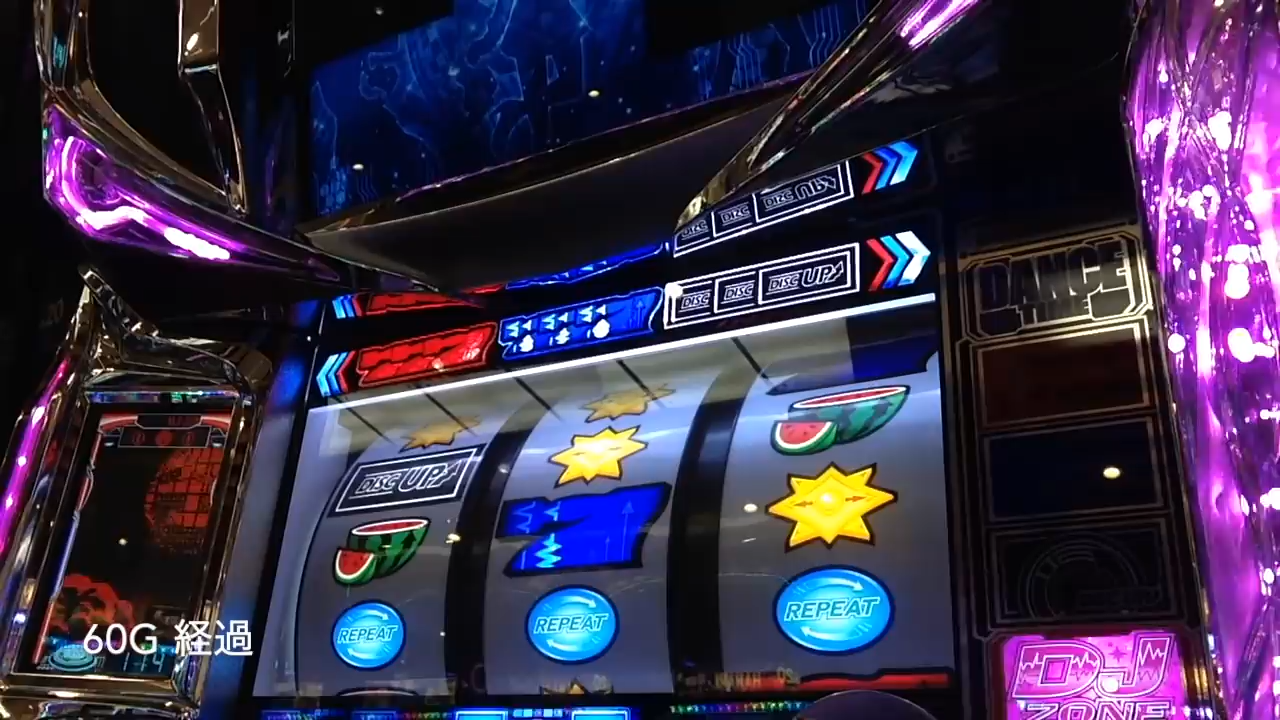 DISC DISC DISC UP
DISC DISC DISC UP
DANCE
TIME
DISC UP
REPEAT
REPEAT
REPEAT
60G 経過
DJ
ZONE